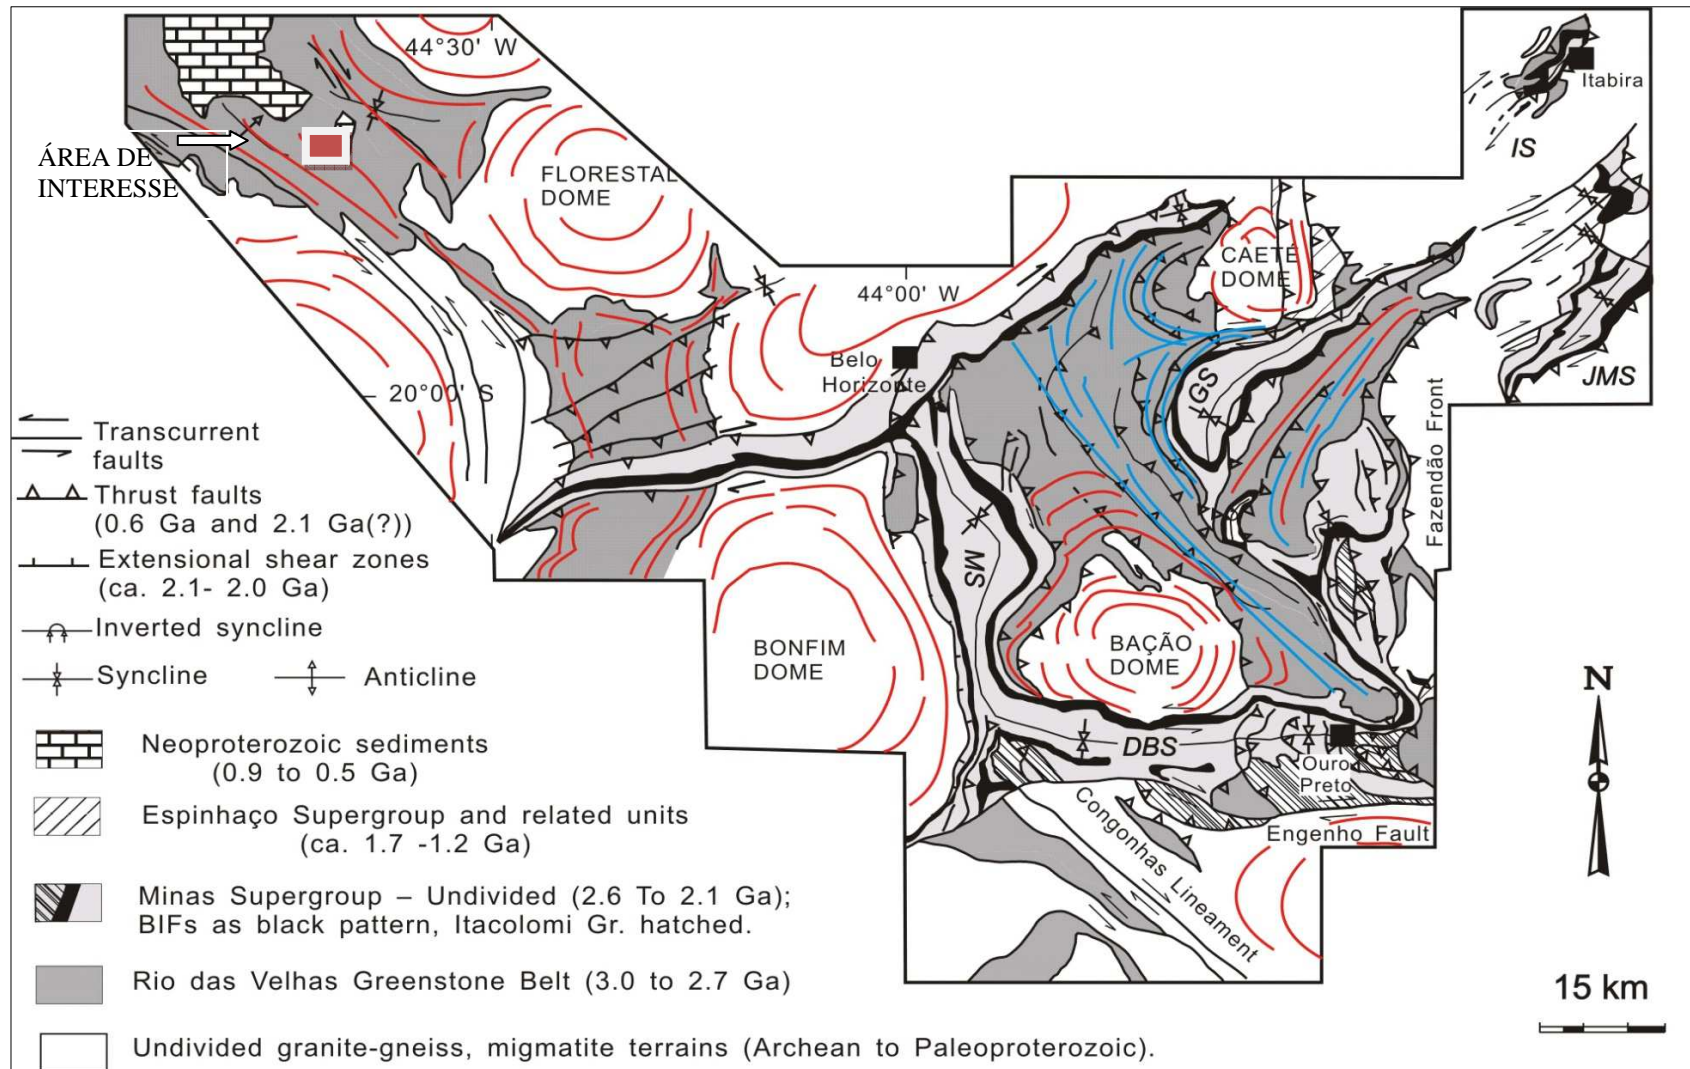 44°30' W
Itabira
IS
ÁREA DE
INTERESSE
FLORESTAL
DOME
CAETÉ
DOME
44°00' W
Belo
Horizonte
20°00' S
GS
JMS
Fazendão Front
Transcurrent
faults
Thrust faults
(0.6 Ga and 2.1 Ga(?))
Extensional shear zones
(ca. 2.1- 2.0 Ga)
Inverted syncline
Syncline
Anticline
MS
BONFIM
DOME
BAÇÃO
DOME
N
DBS
Ouro
Preto
Congonhas Lineament
Engenho Fault
Neoproterozoic sediments
(0.9 to 0.5 Ga)
Espinhaço Supergroup and related units
(ca. 1.7 -1.2 Ga)
Minas Supergroup – Undivided (2.6 To 2.1 Ga);
BIFs as black pattern, Itacolomi Gr. hatched.
Rio das Velhas Greenstone Belt (3.0 to 2.7 Ga)
15 km
Undivided granite-gneiss, migmatite terrains (Archean to Paleoproterozoic).